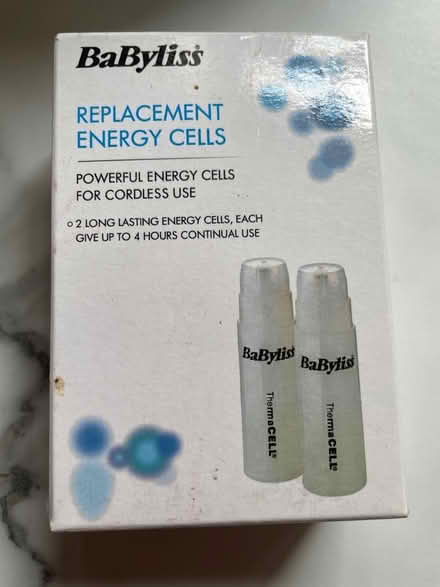 BaByliss
REPLACEMENT
ENERGY CELLS
POWERFUL ENERGY CELLS
FOR CORDLESS USE
2 LONG LASTING ENERGY CELLS, EACH
GIVE UP TO 4 HOURS CONTINUAL USE
BaByliss
ThermaCELL®
BaByliss
ThermaCELL®